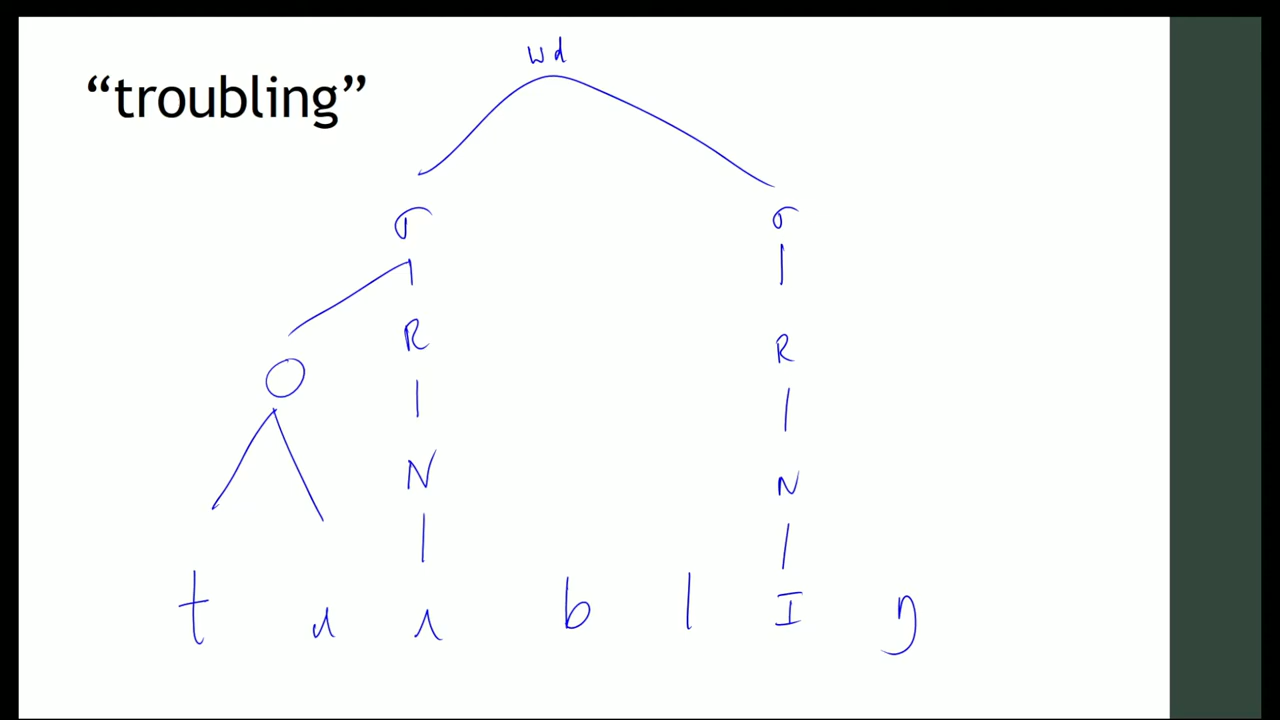 “troubling”
wd
σ σ
R R
O
N N
t ɹ ʌ b l I ŋ